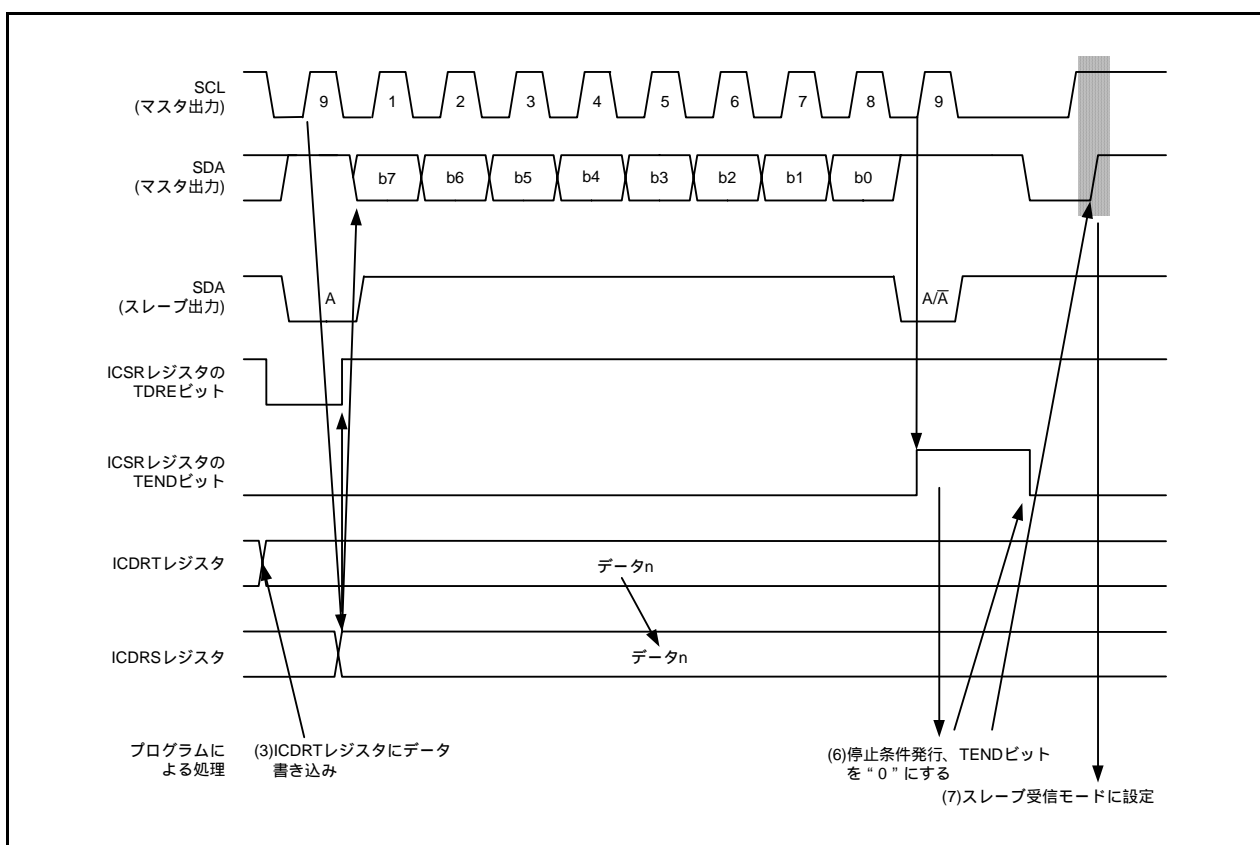 SCL
(マスタ出力)
9 1 2 3 4 5 6 7 8 9
SDA
(マスタ出力)
b7 b6 b5 b4 b3 b2 b1 b0
SDA
(スレーブ出力)
A A/A̅
ICSRレジスタの
TDREビット
ICSRレジスタの
TENDビット
ICDRTレジスタ
データn
ICDRSレジスタ
データn
プログラムに
よる処理
(3)ICDRTレジスタにデータ
書き込み
(6)停止条件発行、TENDビット
を“0”にする
(7)スレーブ受信モードに設定